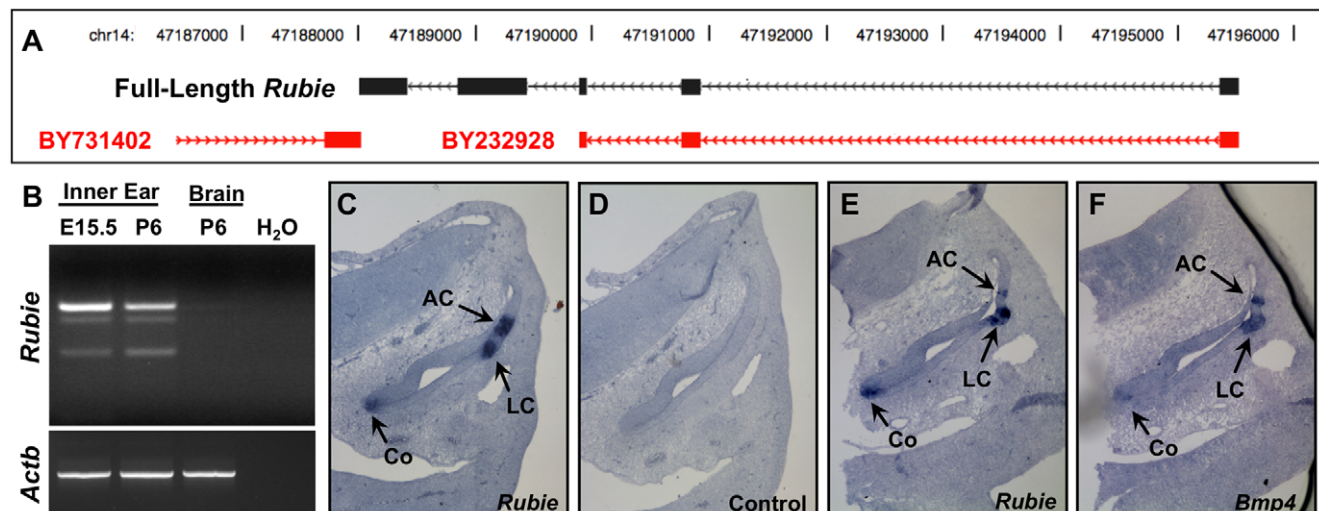 A
chr14: 47187000 | 47188000 | 47189000 | 47190000 | 47191000 | 47192000 | 47193000 | 47194000 | 47195000 | 47196000 |
Full-Length Rubie
BY731402 BY232928
B Inner Ear Brain
E15.5 P6 P6 H₂O
Rubie
Actb
C
AC
LC
Co
Rubie
D
Control
E
AC
LC
Co
Rubie
F
AC
LC
Co
Bmp4